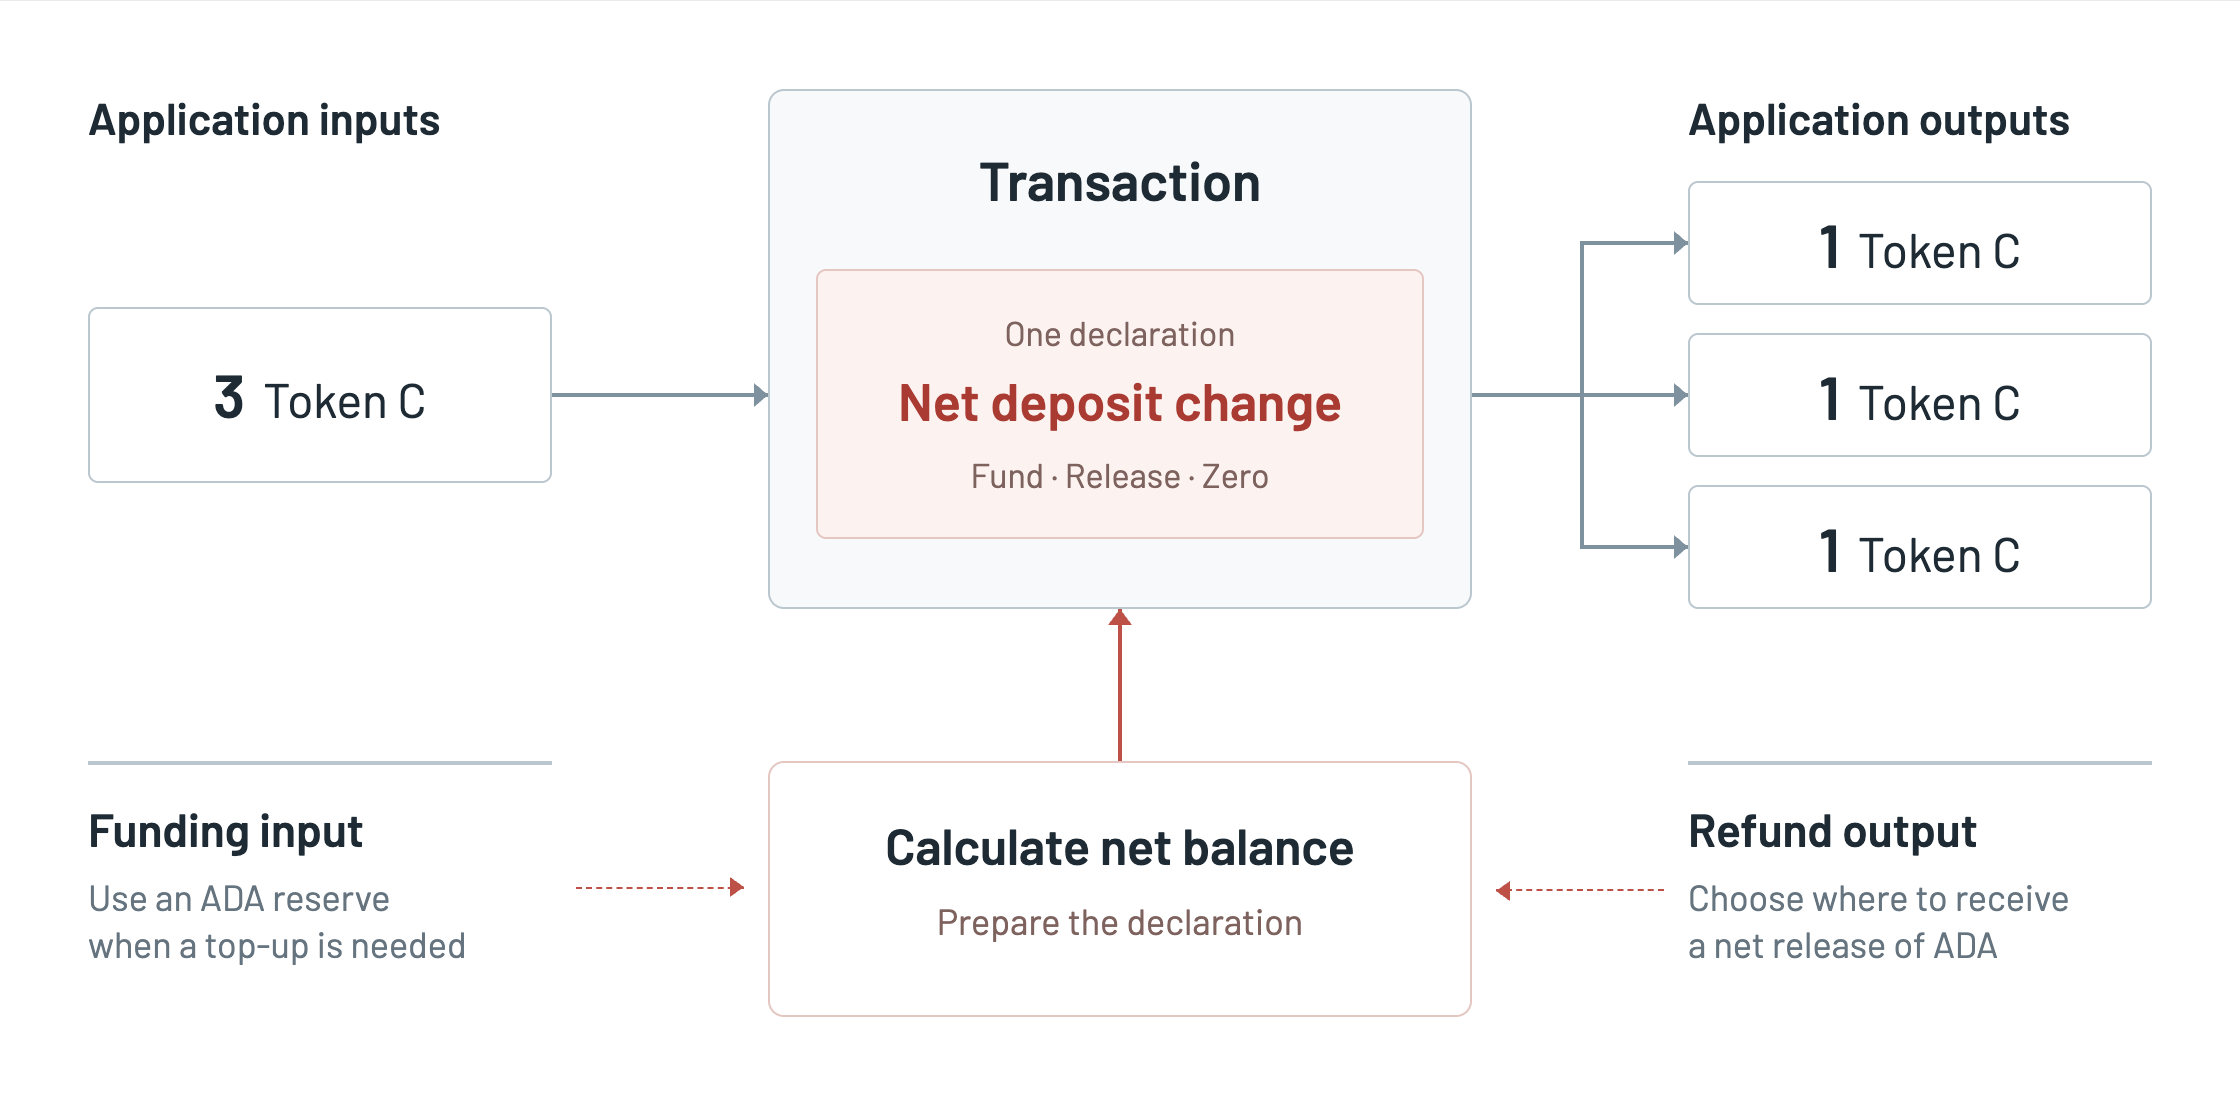 Application inputs
3 Token C
Transaction
One declaration
Net deposit change
Fund · Release · Zero
Application outputs
1 Token C
1 Token C
1 Token C
Funding input
Use an ADA reserve
when a top-up is needed
Calculate net balance
Prepare the declaration
Refund output
Choose where to receive
a net release of ADA